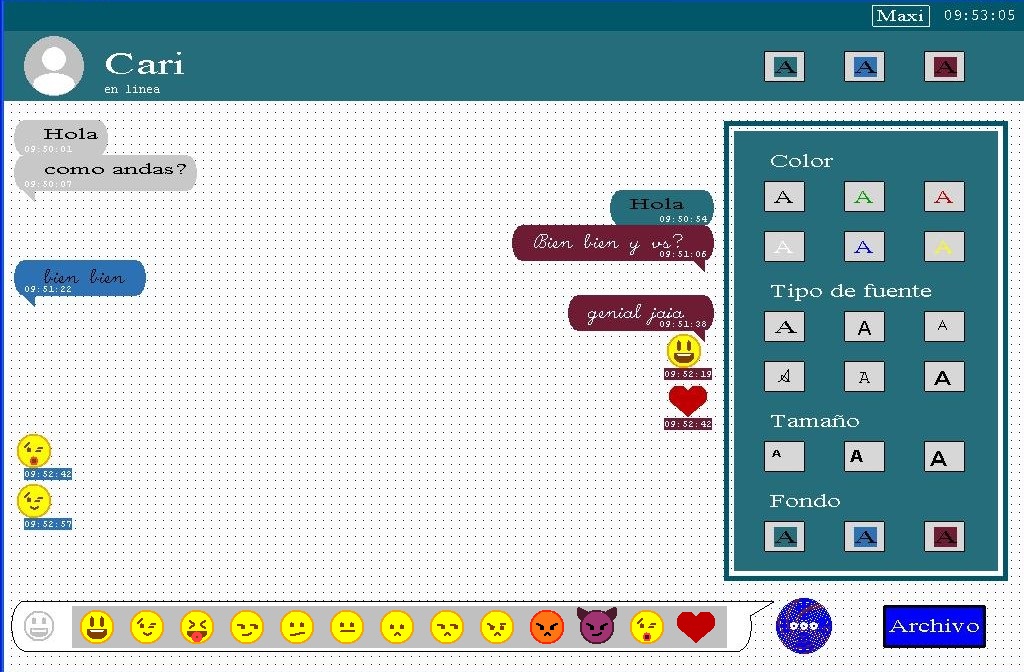 Maxi 09:53:05
Cari
en linea
A A A
Hola
09:50:01
como andas?
09:50:07
Hola
09:50:54
Bien bien y vs?
09:51:06
bien bien
09:51:22
genial jaja
09:51:38
09:52:19
09:52:42
09:52:42
09:52:57
Color
A A A
A A A
Tipo de fuente
A A A
A A A
Tamaño
A A A
Fondo
A A A
Archivo